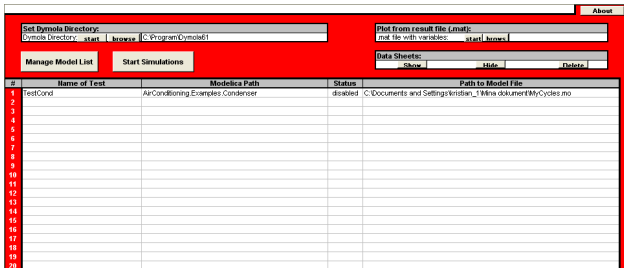 About
Set Dymola Directory:
Dymola Directory: start browse C:\Program\Dymola61
Plot from result file (.mat):
.mat file with variables: start brows
Manage Model List
Start Simulations
Data Sheets:
Show Hide Delete
# Name of Test Modelica Path Status Path to Model File
1 TestCond AirConditioning.Examples.Condenser disabled C:\Documents and Settings\kristian_1\Mina dokument\MyCycles.mo
2
3
4
5
6
7
8
9
10
11
12
13
14
15
16
17
18
19
20